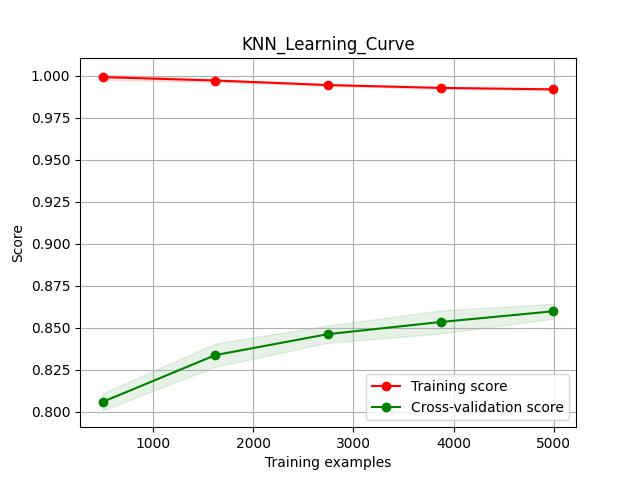 KNN_Learning_Curve
Score
1.000
0.975
0.950
0.925
0.900
0.875
0.850
0.825
0.800
Training score
Cross-validation score
1000 2000 3000 4000 5000
Training examples